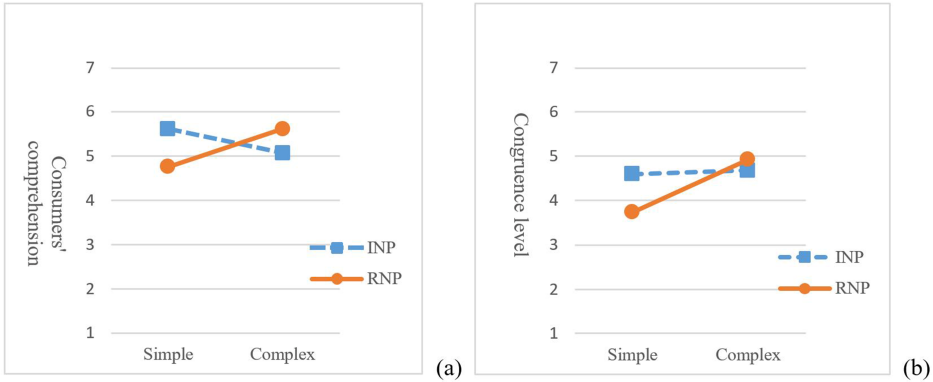 7
6
5
4
3
2
1
Consumers'
comprehension
Simple
Complex
INP
RNP
(a)
7
6
5
4
3
2
1
Congruence level
Simple
Complex
INP
RNP
(b)